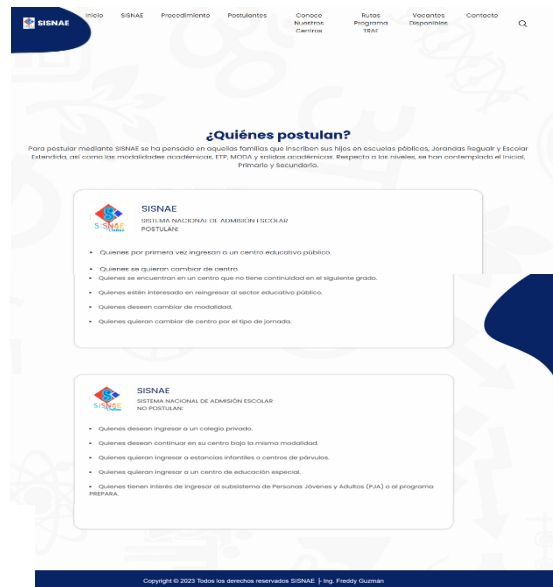 SISNAE
Inicio
SISNAE
Procedimiento
Postulantes
Conoce
Nuestros
Centros
Rutas
Programa
TRAE
Vacantes
Disponibles
Contacto
¿Quiénes postulan?
Para postular mediante SISNAE se ha pensado en aquellas familias que inscriben sus hijos en escuelas públicas, Jorandas Regualr y Escolar
Extendida, así como las modalidades académicas, ETP, MODA y salidas académicas. Respecto a los niveles, se han contemplado el Inicial,
Primario y Secundario.
SISNAE
SISNAE
SISTEMA NACIONAL DE ADMISIÓN ESCOLAR
POSTULAN:
• Quienes por primera vez ingresan a un centro educativo público.
• Quienes se quieran cambiar de centro.
• Quienes se encuentran en un centro que no tiene continuidad en el siguiente grado.
• Quienes estén interesado en reingresar al sector educativo público.
• Quienes deseen cambiar de modalidad.
• Quienes quieran cambiar de centro por el tipo de jornada.
SISNAE
SISNAE
SISTEMA NACIONAL DE ADMISIÓN ESCOLAR
NO POSTULAN:
• Quienes desean ingresar a un colegio privado.
• Quienes desean continuar en su centro bajo la misma modalidad.
• Quienes quieran ingresar a estancias infantiles o centros de párvulos.
• Quienes quieran ingresar a un centro de educación especial.
• Quienes tienen interés de ingresar al subsistema de Personas Jóvenes y Adultos (PJA) o al programa
PREPARA.
Copyright © 2023 Todos los derechos reservados SISNAE |- Ing. Freddy Guzmán